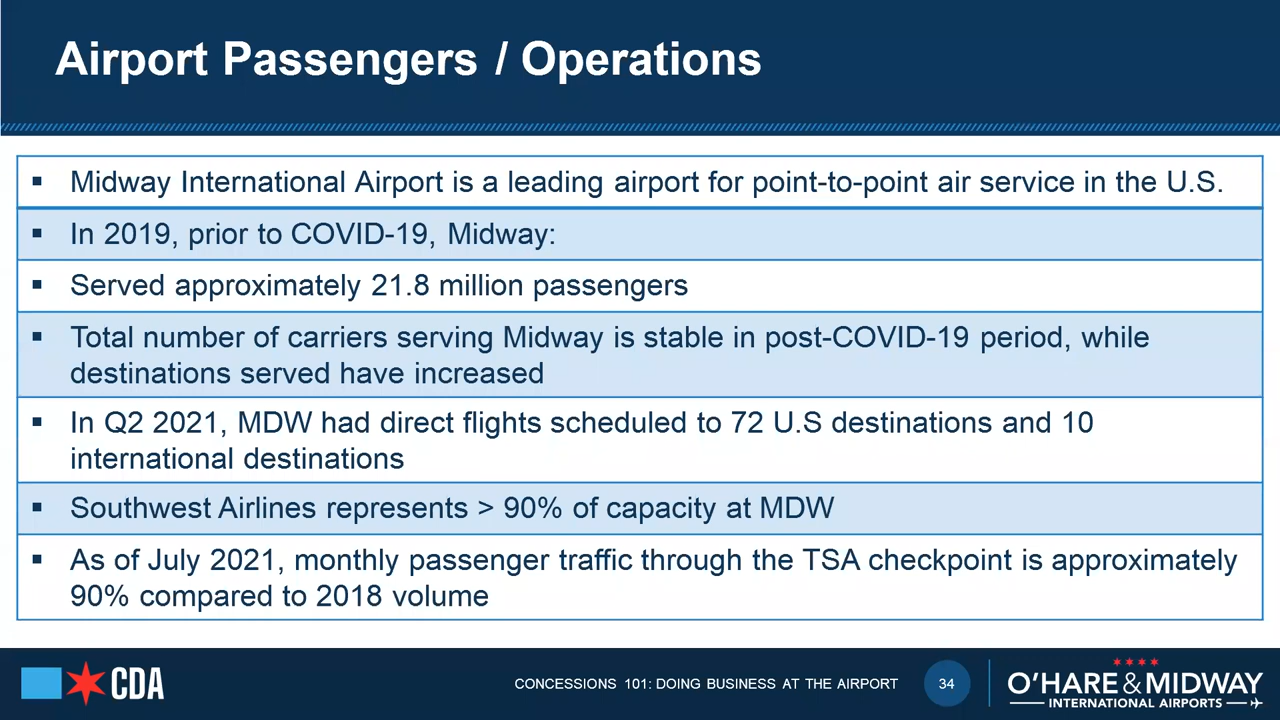 Airport Passengers / Operations
▪ Midway International Airport is a leading airport for point-to-point air service in the U.S.
▪ In 2019, prior to COVID-19, Midway:
▪ Served approximately 21.8 million passengers
▪ Total number of carriers serving Midway is stable in post-COVID-19 period, while
destinations served have increased
▪ In Q2 2021, MDW had direct flights scheduled to 72 U.S destinations and 10
international destinations
▪ Southwest Airlines represents > 90% of capacity at MDW
▪ As of July 2021, monthly passenger traffic through the TSA checkpoint is approximately
90% compared to 2018 volume
CDA
CONCESSIONS 101: DOING BUSINESS AT THE AIRPORT
34
O'HARE & MIDWAY
INTERNATIONAL AIRPORTS